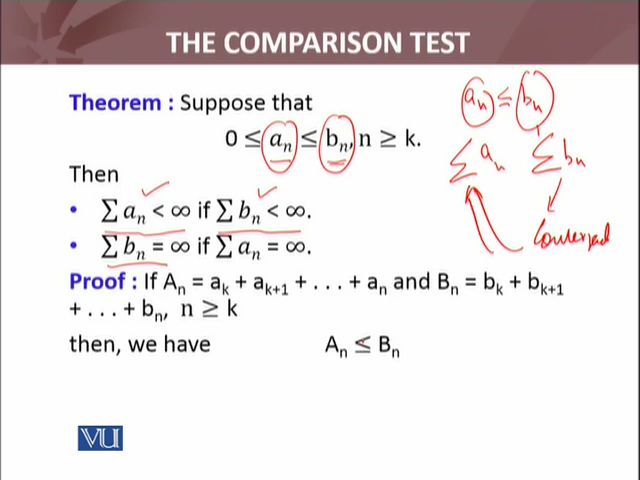 THE COMPARISON TEST
Theorem : Suppose that
0 ≤ aₙ ≤ bₙ, n ≥ k.
aₙ ≤ bₙ
Then
∑ aₙ ∑ bₙ
• ∑ aₙ < ∞ if ∑ bₙ < ∞.
• ∑ bₙ = ∞ if ∑ aₙ = ∞.
Proof : If Aₙ = aₖ + aₖ₊₁ + . . . + aₙ and Bₙ = bₖ + bₖ₊₁
+ . . . + bₙ, n ≥ k
then, we have Aₙ ≤ Bₙ
VU